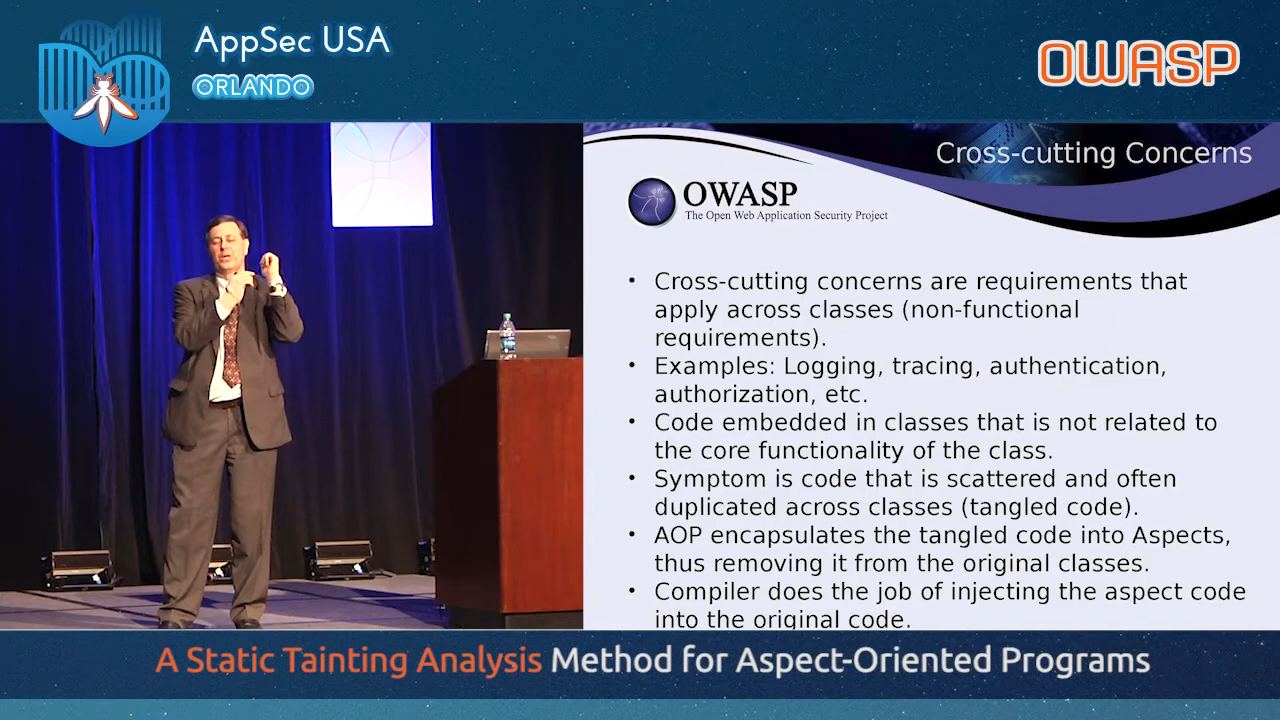 AppSec USA
ORLANDO
OWASP
Cross-cutting Concerns
OWASP
The Open Web Application Security Project
• Cross-cutting concerns are requirements that
apply across classes (non-functional
requirements).
• Examples: Logging, tracing, authentication,
authorization, etc.
• Code embedded in classes that is not related to
the core functionality of the class.
• Symptom is code that is scattered and often
duplicated across classes (tangled code).
• AOP encapsulates the tangled code into Aspects,
thus removing it from the original classes.
• Compiler does the job of injecting the aspect code
into the original code.
A Static Tainting Analysis Method for Aspect-Oriented Programs